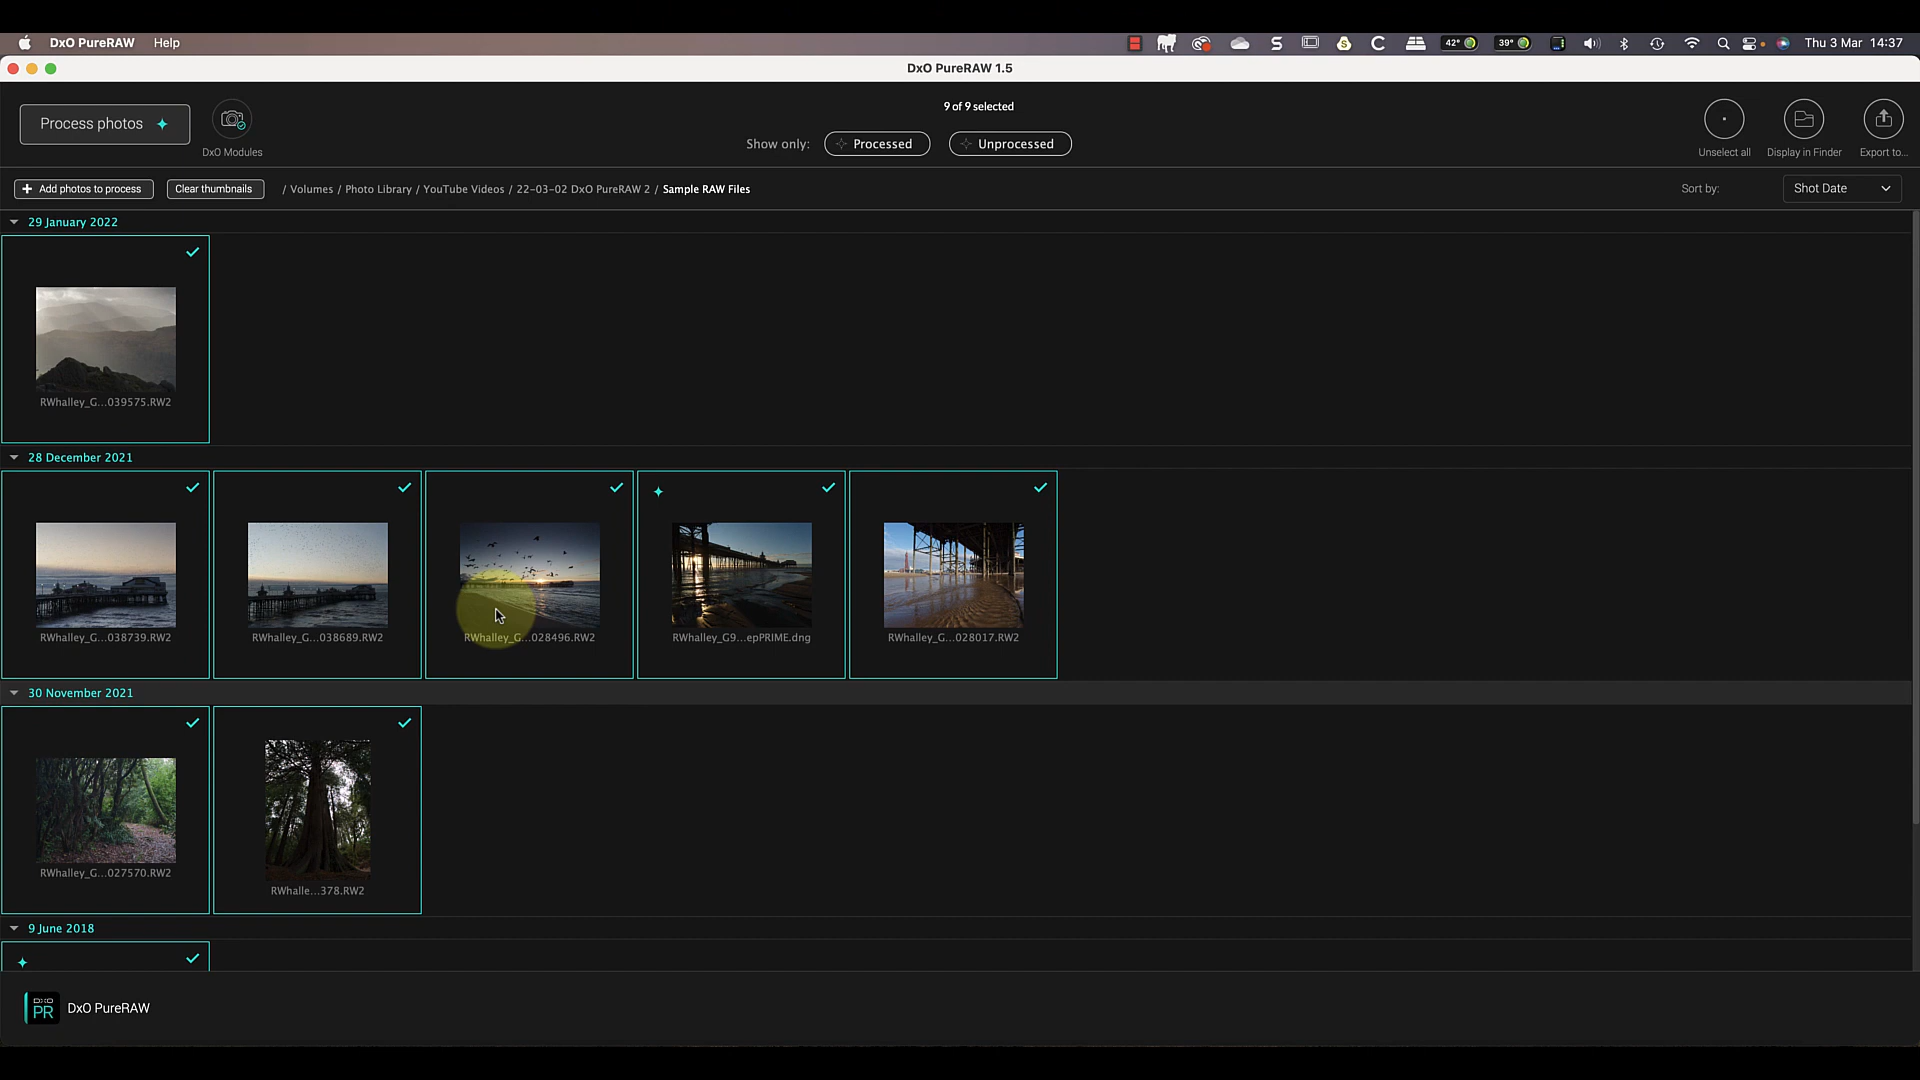 DxO PureRAW Help
42° 39° Thu 3 Mar 14:37
DxO PureRAW 1.5
9 of 9 selected
Process photos
DxO Modules
Show only: Processed Unprocessed
Unselect all Display in Finder Export to...
+ Add photos to process Clear thumbnails / Volumes / Photo Library / YouTube Videos / 22-03-02 DxO PureRAW 2 / Sample RAW Files
Sort by: Shot Date
29 January 2022
RWhalley_G...039575.RW2
28 December 2021
RWhalley_G...038739.RW2 RWhalley_G...038689.RW2 RWhalley_G...028496.RW2 RWhalley_G9...epPRIME.dng RWhalley_G...028017.RW2
30 November 2021
RWhalley_G...027570.RW2
RWhalle...378.RW2
9 June 2018
DxO
PR
DxO PureRAW